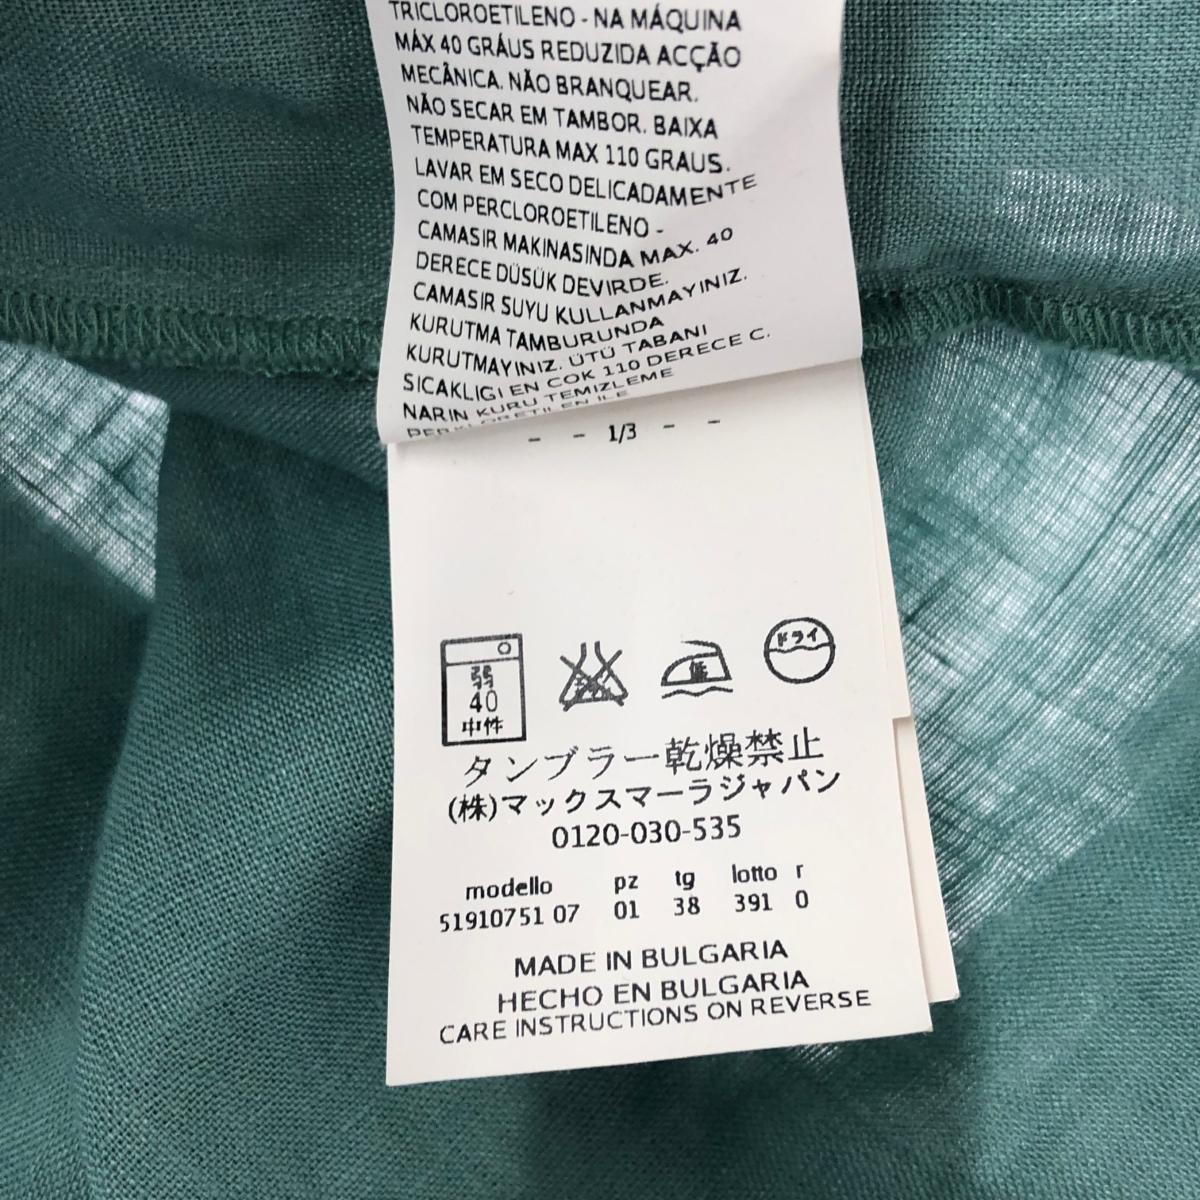 TRICLOROETILENO - NA MÁQUINA
MÁX 40 GRÁUS REDUZIDA ACÇÃO
MECÂNICA. NÃO BRANQUEAR.
NÃO SECAR EM TAMBOR. BAIXA
TEMPERATURA MAX 110 GRAUS.
LAVAR EM SECO DELICADAMENTE
COM PERCLOROETILENO -
CAMASIR MAKINASINDA MAX. 40
DERECE DÜSÜK DEVIRDE.
CAMASIR SUYU KULLANMAYINIZ.
KURUTMA TAMBURUNDA
KURUTMAYINIZ. ÜTÜ TABANI
SICAKLIGI EN COK 110 DERECE C.
NARIN KURU TEMIZLEME
PERKLORETILEN ILE
- - 1/3 - -
40
中性
低
ドライ
タンブラー乾燥禁止
(株)マックスマーラジャパン
0120-030-535
modello pz tg lotto r
51910751 07 01 38 391 0
MADE IN BULGARIA
HECHO EN BULGARIA
CARE INSTRUCTIONS ON REVERSE